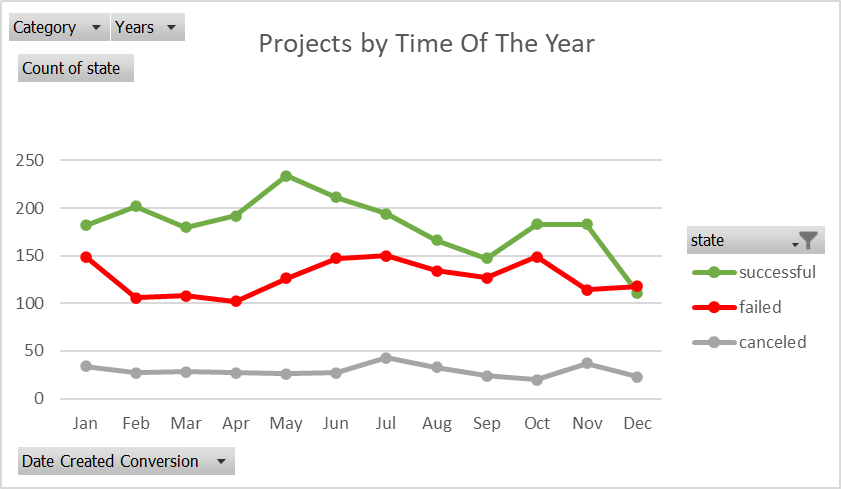 Category Years
Projects by Time Of The Year
Count of state
250
200
150
100
50
0
Jan Feb Mar Apr May Jun Jul Aug Sep Oct Nov Dec
state
successful
failed
canceled
Date Created Conversion